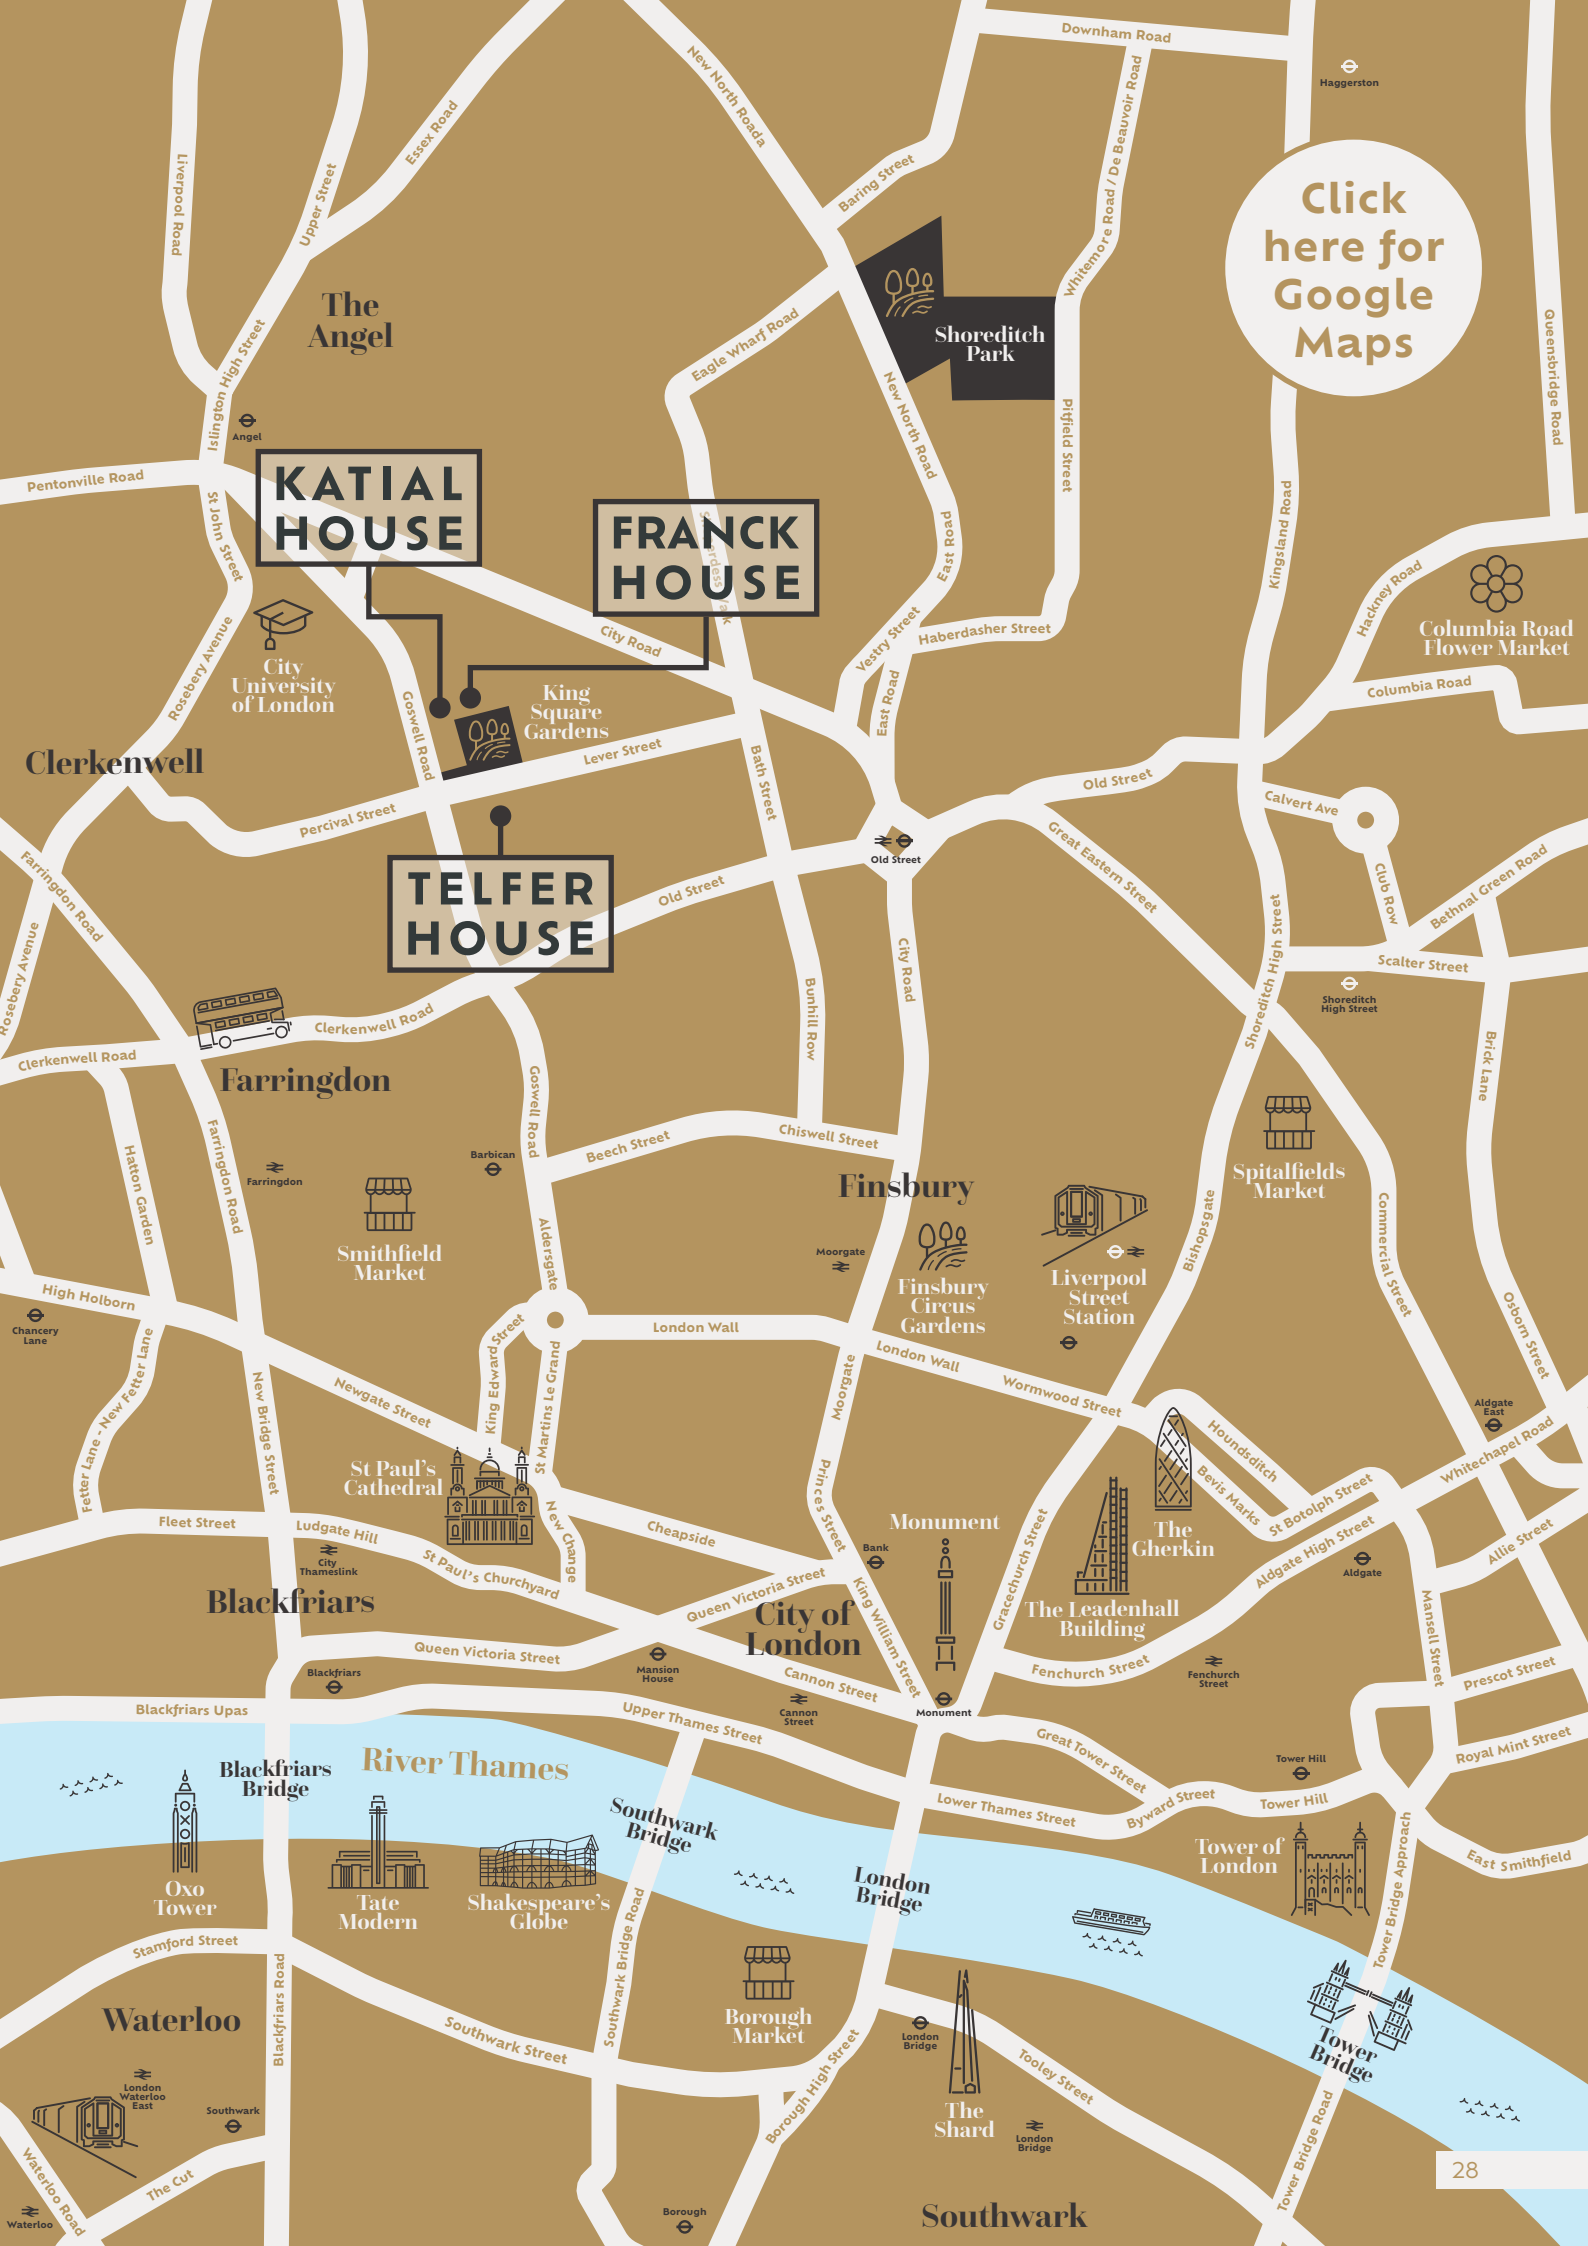 Downham Road
Haggerston
New North Roada
De Beauvoir Road
Whitemore Road /
Essex Road
Liverpool Road
Upper Street
Baring Street
Click
here for
Google
Maps
The
Angel
Islington High Street
Eagle Wharf Road
Shoreditch
Park
Queensbridge Road
New North Road
Pitfield Street
Angel
Pentonville Road
KATIAL
HOUSE
FRANCK
HOUSE
St John Street
East Road
Kingsland Road
Hackney Road
Columbia Road
Flower Market
City Road
Vestry Street
Haberdasher Street
Rosebery Avenue
City
University
of London
Goswell Road
King
Square
Gardens
East Road
Columbia Road
Clerkenwell
Lever Street
Bath Street
Old Street
Calvert Ave
Percival Street
Old Street
Great Eastern Street
Farringdon Road
TELFER
HOUSE
Old Street
Club Row
Bethnal Green Road
Rosebery Avenue
City Road
Shoreditch High Street
Scalter Street
Shoreditch
High Street
Bunhill Row
Clerkenwell Road
Clerkenwell Road
Farringdon
Brick Lane
Goswell Road
Hatton Garden
Farringdon Road
Farringdon
Barbican
Beech Street
Chiswell Street
Finsbury
Spitalfields
Market
Smithfield
Market
Aldersgate
Moorgate
Finsbury
Circus
Gardens
Liverpool
Street
Station
Bishopsgate
Commercial Street
Osborn Street
High Holborn
Chancery
Lane
King Edward Street
London Wall
London Wall
Wormwood Street
Fetter Lane - New Fetter Lane
New Bridge Street
Newgate Street
St Martins Le Grand
Moorgate
Aldgate
East
Whitechapel Road
Houndsditch
Bevis Marks
St Botolph Street
St Paul's
Cathedral
Princes Street
Monument
The
Gherkin
Fleet Street
Ludgate Hill
City
Thameslink
New Change
Cheapside
Bank
Gracechurch Street
Aldgate High Street
Aldgate
Allie Street
St Paul's Churchyard
Blackfriars
Queen Victoria Street
City of
London
King William Street
The Leadenhall
Building
Mansell Street
Queen Victoria Street
Mansion
House
Blackfriars
Cannon Street
Cannon
Street
Fenchurch Street
Fenchurch
Street
Prescot Street
Blackfriars Upas
Upper Thames Street
Monument
Great Tower Street
Royal Mint Street
River Thames
Blackfriars
Bridge
Tower Hill
Lower Thames Street
Byward Street
Tower Hill
Southwark
Bridge
Tower of
London
Tower Bridge Approach
East Smithfield
London
Bridge
Oxo
Tower
Tate
Modern
Shakespeare's
Globe
Stamford Street
Southwark Bridge Road
Blackfriars Road
Waterloo
Borough
Market
London
Bridge
Southwark Street
Tower
Bridge
London
Waterloo
East
Southwark
Borough High Street
Tooley Street
The
Shard
London
Bridge
Tower Bridge Road
28
Waterloo Road
The Cut
Waterloo
Borough
Southwark